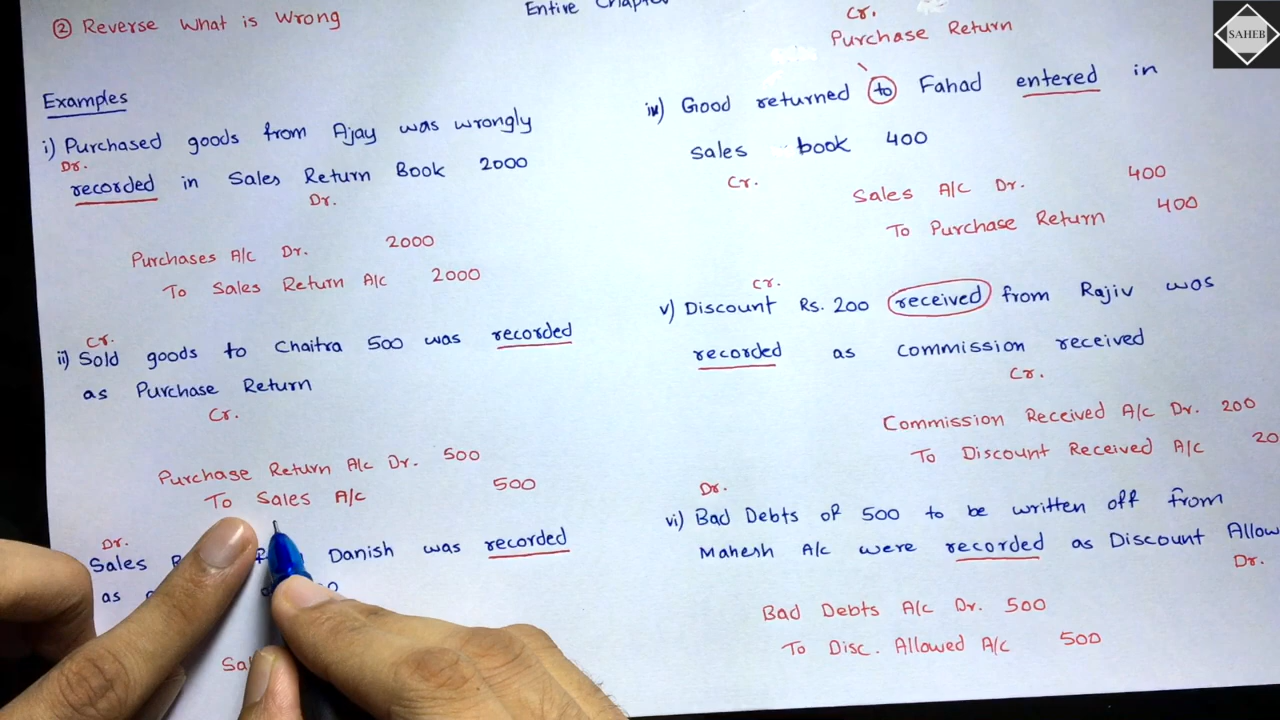 ② Reverse What is Wrong
Entire Chapter
SAHEB
Examples
i) Purchased goods from Ajay was wrongly
Dr.
recorded in Sales Return Book 2000
Dr.
Purchases A/c Dr. 2000
To Sales Return A/c 2000
Cr.
ii) Sold goods to Chaitra 500 was recorded
as Purchase Return
Cr.
Purchase Return A/c Dr. 500
To Sales A/c 500
Dr.
Sales Danish was recorded
as
Cr.
Purchase Return
iv) Good returned to Fahad entered in
sales book 400
Cr.
Sales A/c Dr. 400
To Purchase Return 400
Cr.
v) Discount Rs. 200 received from Rajiv was
recorded as commission received
Cr.
Commission Received A/c Dr. 200
To Discount Received A/c 20
Dr.
vi) Bad Debts of 500 to be written off from
Mahesh A/c were recorded as Discount Allow
Dr.
Bad Debts A/c Dr. 500
To Disc. Allowed A/c 500